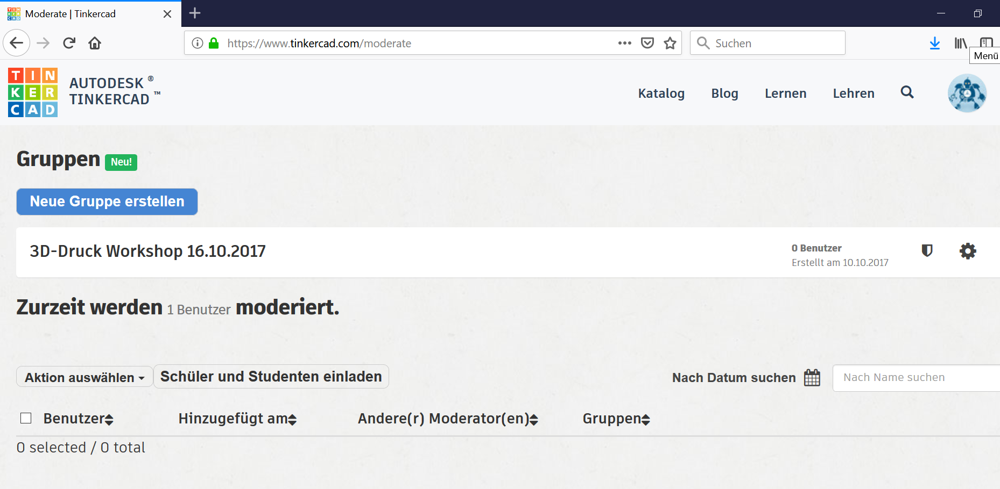 Moderate | Tinkercad
https://www.tinkercad.com/moderate
Suchen
Menü
TIN
KER
CAD
AUTODESK ®
TINKERCAD ™
Katalog
Blog
Lernen
Lehren
Gruppen Neu!
Neue Gruppe erstellen
3D-Druck Workshop 16.10.2017
0 Benutzer
Erstellt am 10.10.2017
Zurzeit werden 1 Benutzer moderiert.
Aktion auswählen
Schüler und Studenten einladen
Nach Datum suchen
Nach Name suchen
Benutzer
Hinzugefügt am
Andere(r) Moderator(en)
Gruppen
0 selected / 0 total